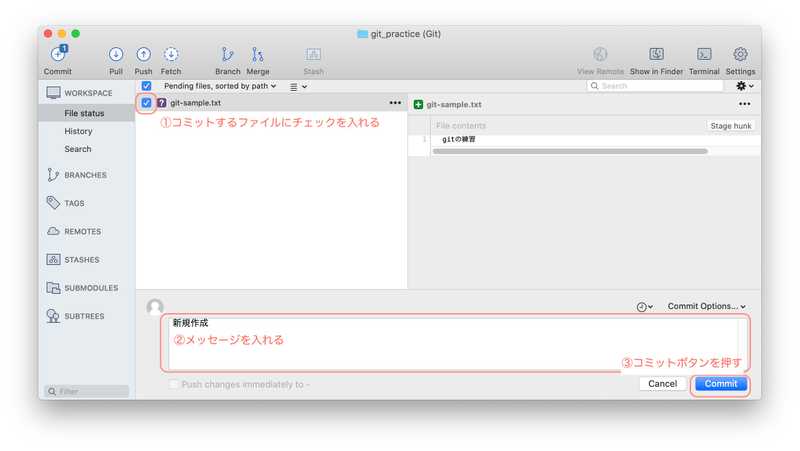 git_practice (Git)
1
Commit
Pull
Push
Fetch
Branch
Merge
Stash
View Remote
Show in Finder
Terminal
Settings
WORKSPACE
File status
History
Search
BRANCHES
TAGS
REMOTES
STASHES
SUBMODULES
SUBTREES
Filter
Pending files, sorted by path
Search
? git-sample.txt
①コミットするファイルにチェックを入れる
git-sample.txt
File contents
Stage hunk
1 gitの練習
Commit Options...
新規作成
②メッセージを入れる
③コミットボタンを押す
Push changes immediately to -
Cancel
Commit